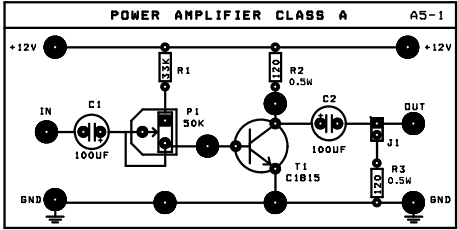 POWER AMPLIFIER CLASS A A5-1
+12V +12V
33K R1
120 R2
0.5W
IN C1 P1 C2 OUT
50K
100UF 100UF J1
T1
C1815
R3
120 0.5W
GND GND